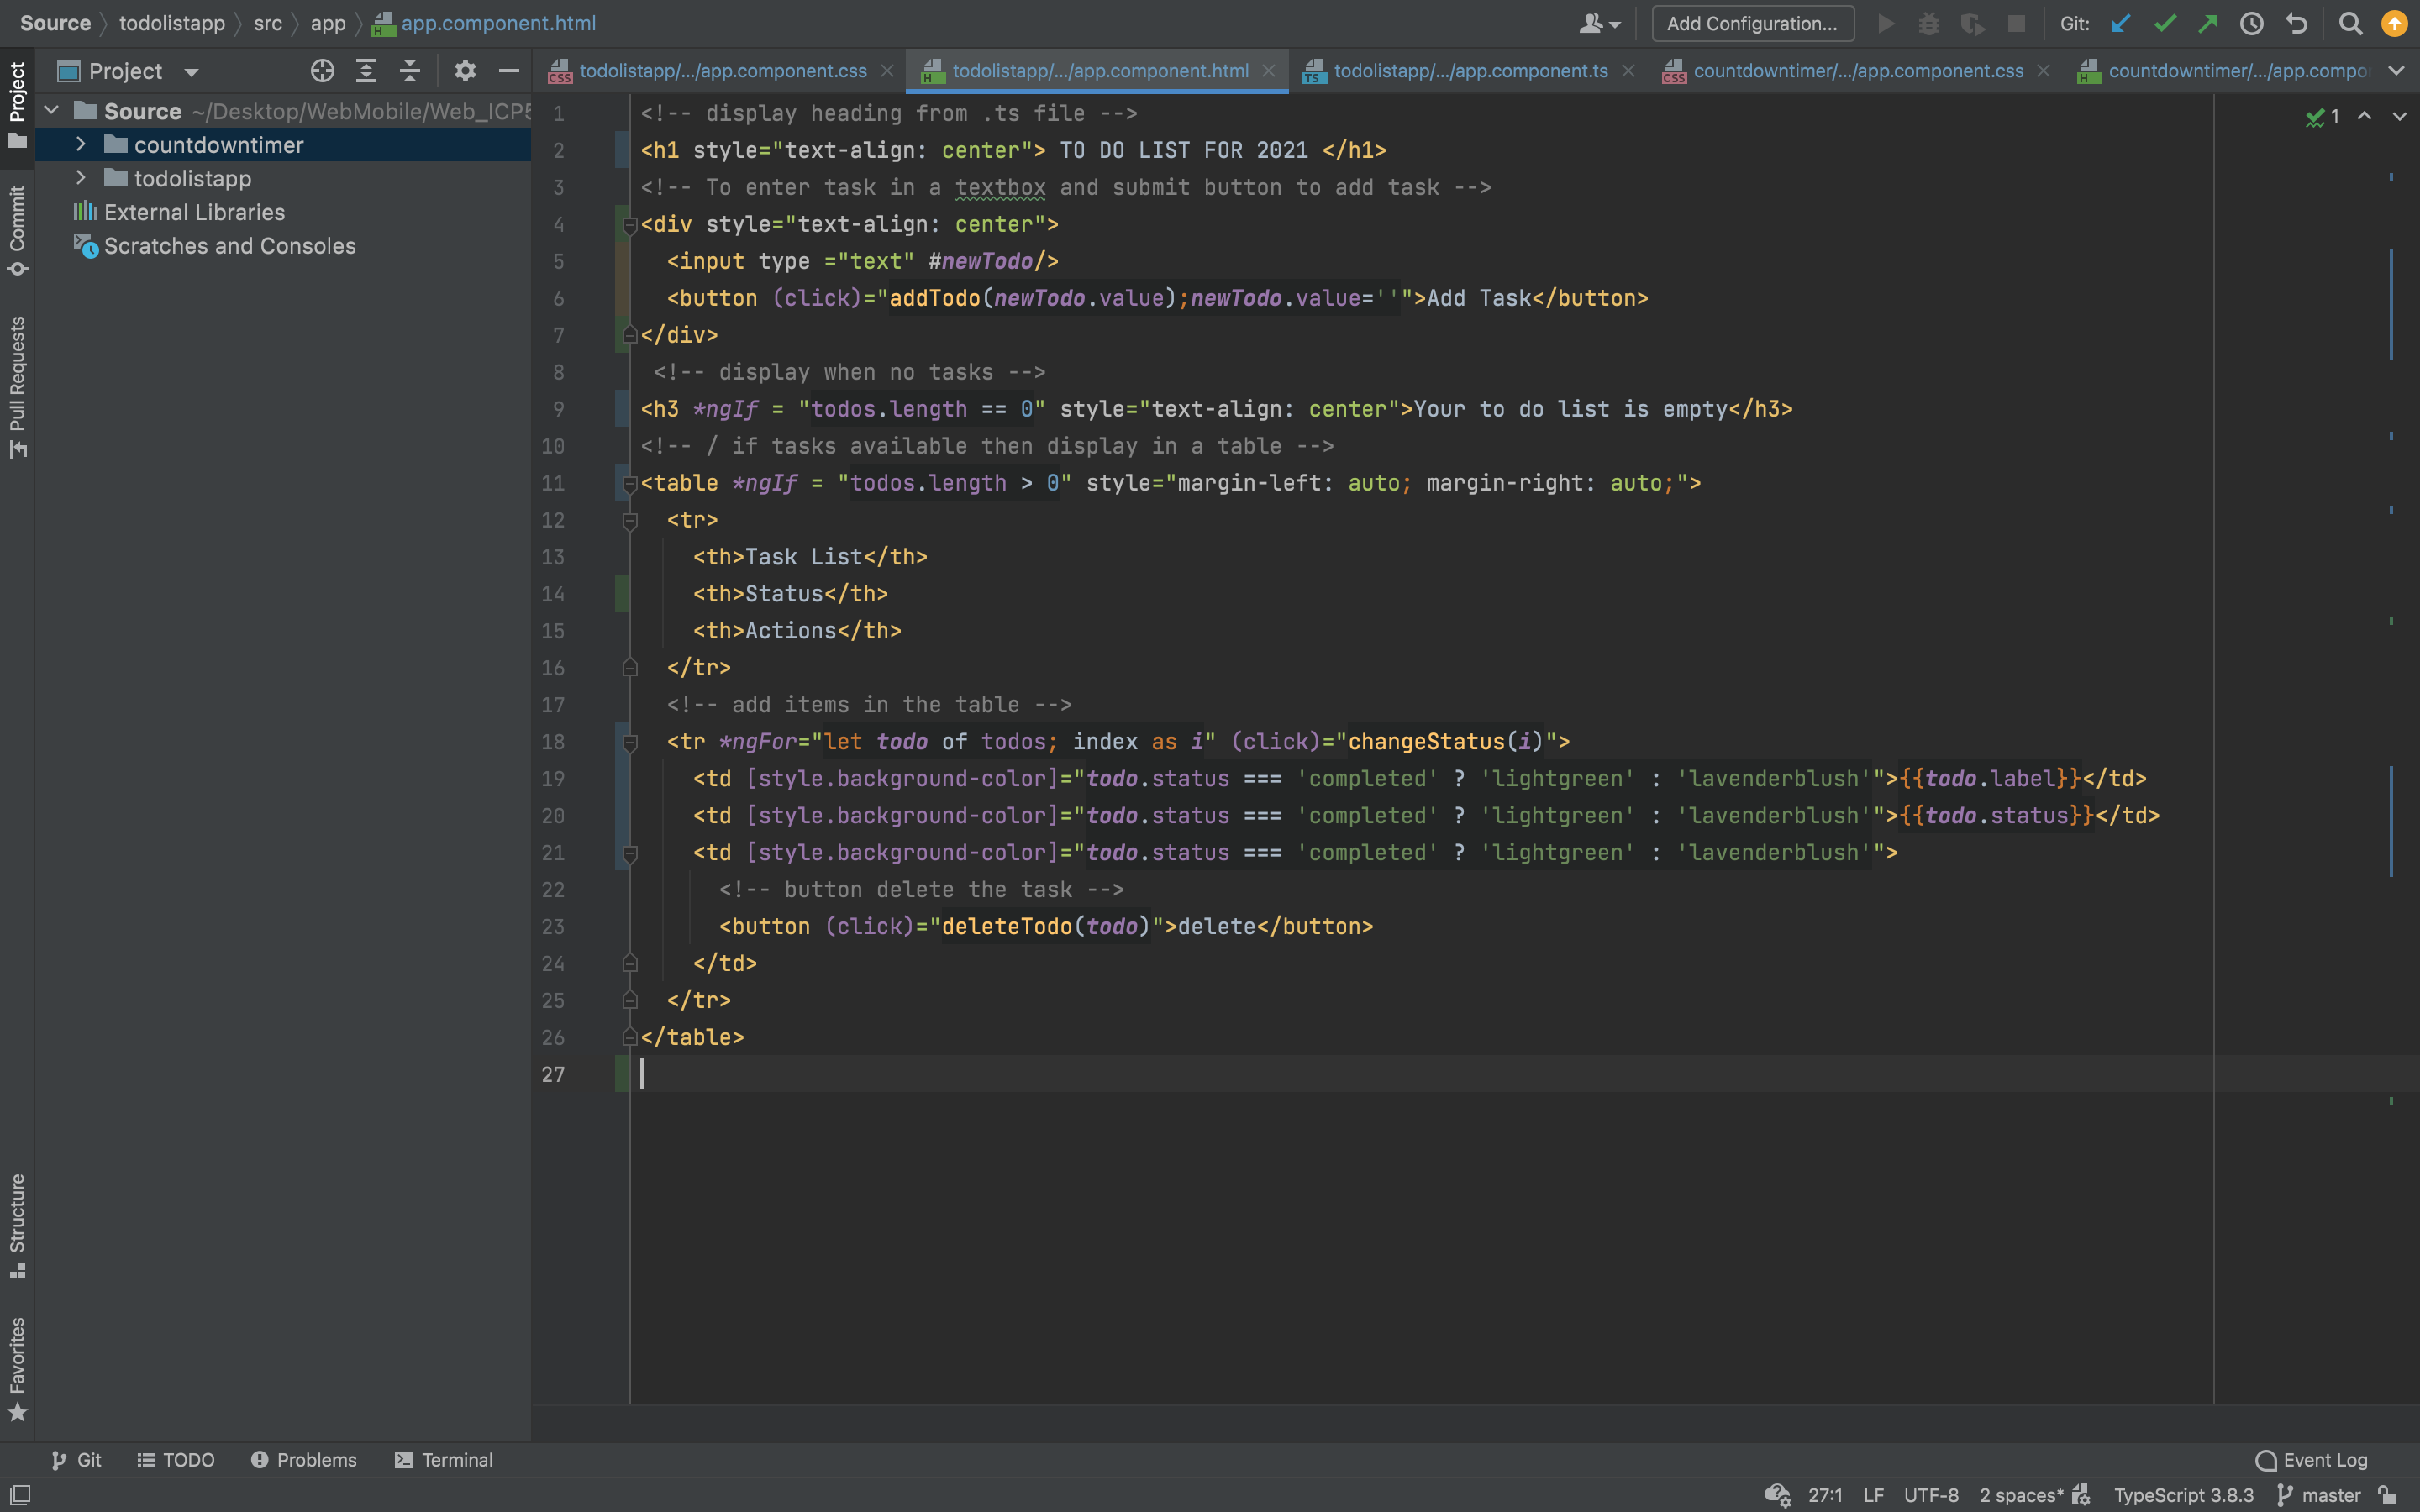 Source todolistapp src app app.component.html Add Configuration... Git:
Project todolistapp/.../app.component.css todolistapp/.../app.component.html todolistapp/.../app.component.ts countdowntimer/.../app.component.css countdowntimer/.../app.compo
Project
Commit
Pull Requests
Structure
Favorites
Source ~/Desktop/WebMobile/Web_ICP5
countdowntimer
todolistapp
External Libraries
Scratches and Consoles
1
1 <!-- display heading from .ts file -->
2 <h1 style="text-align: center"> TO DO LIST FOR 2021 </h1>
3 <!-- To enter task in a textbox and submit button to add task -->
4 <div style="text-align: center">
5 <input type ="text" #newTodo/>
6 <button (click)="addTodo(newTodo.value);newTodo.value=''">Add Task</button>
7 </div>
8 <!-- display when no tasks -->
9 <h3 *ngIf = "todos.length == 0" style="text-align: center">Your to do list is empty</h3>
10 <!-- / if tasks available then display in a table -->
11 <table *ngIf = "todos.length > 0" style="margin-left: auto; margin-right: auto;">
12 <tr>
13 <th>Task List</th>
14 <th>Status</th>
15 <th>Actions</th>
16 </tr>
17 <!-- add items in the table -->
18 <tr *ngFor="let todo of todos; index as i" (click)="changeStatus(i)">
19 <td [style.background-color]="todo.status === 'completed' ? 'lightgreen' : 'lavenderblush'">{{todo.label}}</td>
20 <td [style.background-color]="todo.status === 'completed' ? 'lightgreen' : 'lavenderblush'">{{todo.status}}</td>
21 <td [style.background-color]="todo.status === 'completed' ? 'lightgreen' : 'lavenderblush'">
22 <!-- button delete the task -->
23 <button (click)="deleteTodo(todo)">delete</button>
24 </td>
25 </tr>
26 </table>
27
Git TODO Problems Terminal Event Log
27:1 LF UTF-8 2 spaces* TypeScript 3.8.3 master